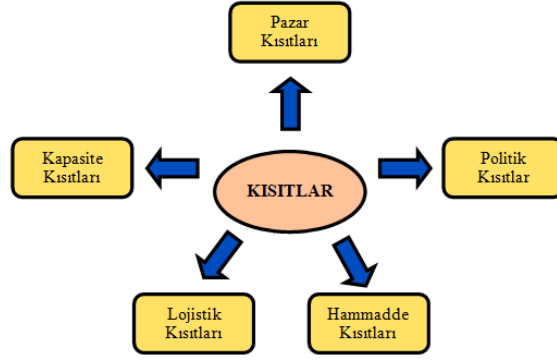 Pazar
Kısıtları
Kapasite
Kısıtları
KISITLAR
Politik
Kısıtlar
Lojistik
Kısıtları
Hammadde
Kısıtları